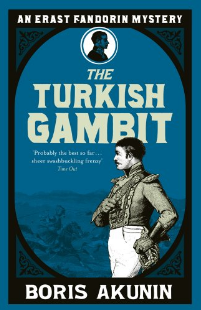 AN ERAST FANDORIN MYSTERY
THE
TURKISH
GAMBIT
'Probably the best so far ...
sheer swashbuckling frenzy'
Time Out
BORIS AKUNIN